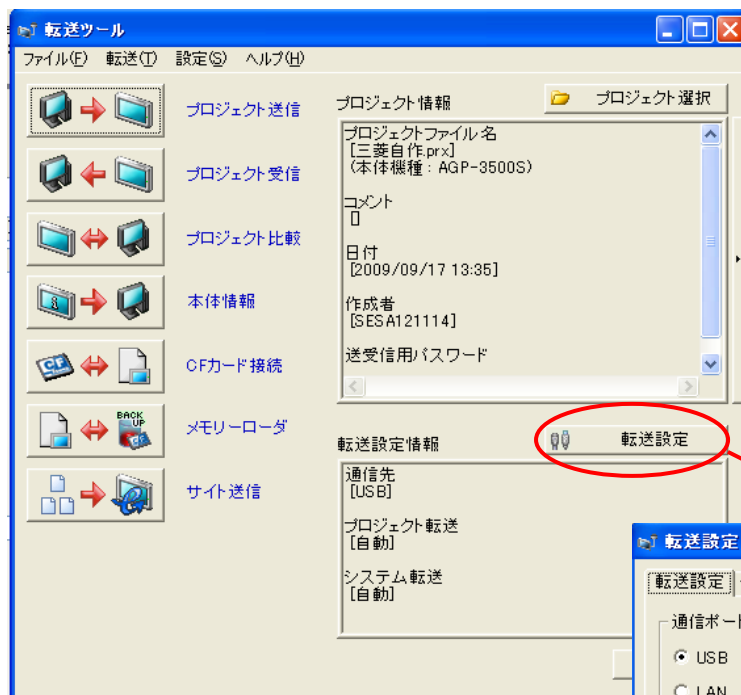 転送ツール
ファイル(F) 転送(T) 設定(S) ヘルプ(H)
プロジェクト送信
プロジェクト受信
プロジェクト比較
本体情報
CF
CFカード接続
BACK
UP
CF
メモリーローダ
サイト送信
プロジェクト情報
プロジェクト選択
プロジェクトファイル名
[三菱自作.prx]
(本体機種:AGP-3500S)
コメント
[]
日付
[2009/09/17 13:35]
作成者
[SESA121114]
送受信用パスワード
転送設定情報
転送設定
通信先
[USB]
プロジェクト転送
[自動]
システム転送
[自動]
転送設定
転送設定
通信ポート
USB
LAN